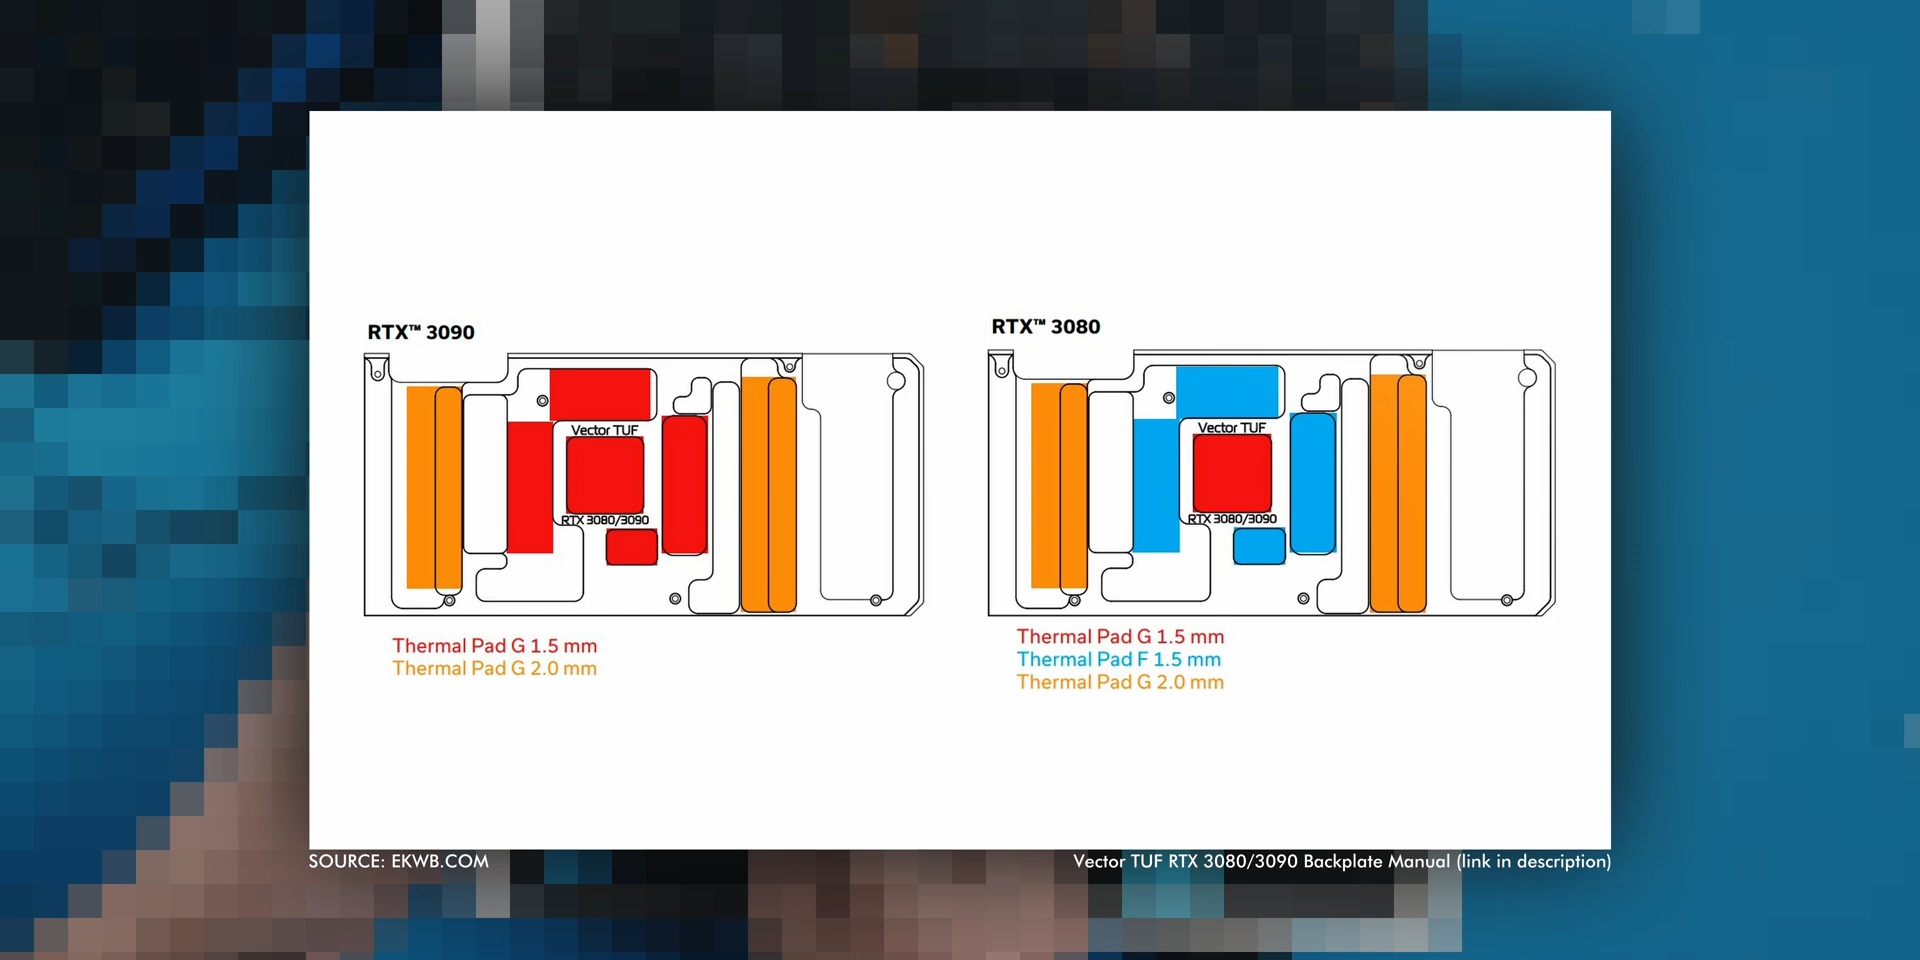 RTX™ 3090
Vector TUF
RTX 3080/3090
Thermal Pad G 1.5 mm
Thermal Pad G 2.0 mm
RTX™ 3080
Vector TUF
RTX 3080/3090
Thermal Pad G 1.5 mm
Thermal Pad F 1.5 mm
Thermal Pad G 2.0 mm
SOURCE: EKWB.COM
Vector TUF RTX 3080/3090 Backplate Manual (link in description)